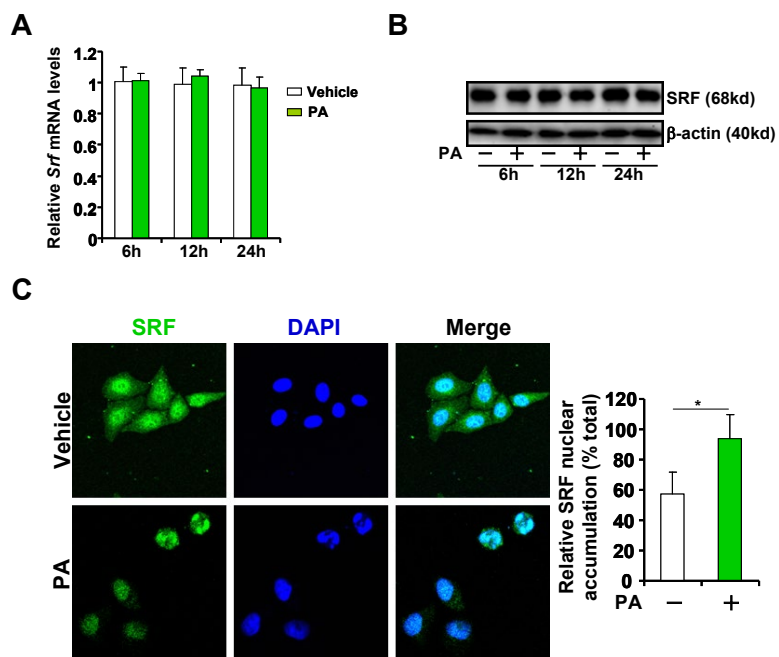 A
Relative Srf mRNA levels
1.2
1
0.8
0.6
0.4
0.2
0
6h 12h 24h
Vehicle
PA
B
SRF (68kd)
β-actin (40kd)
PA − + − + − +
6h 12h 24h
C
SRF DAPI Merge
Vehicle
PA
Relative SRF nuclear
accumulation (% total)
120
100
80
60
40
20
0
*
PA − +